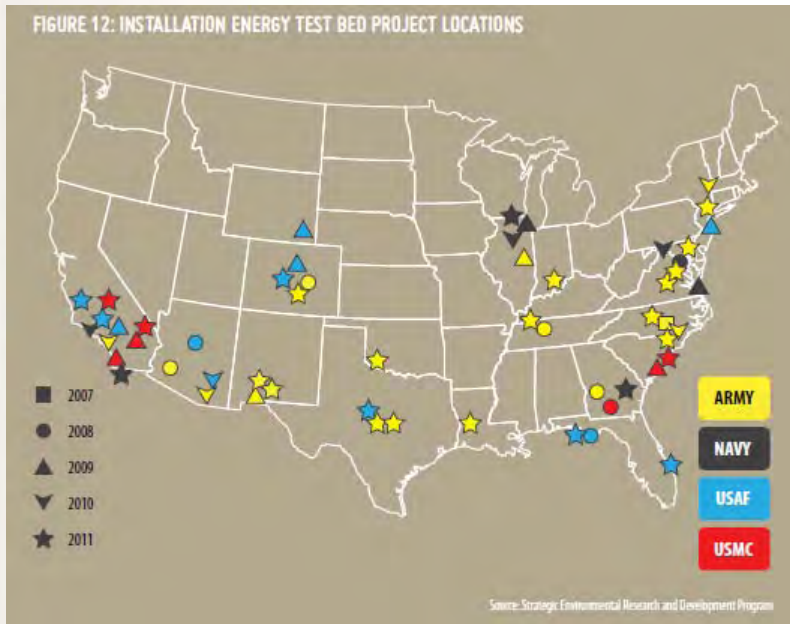 FIGURE 12: INSTALLATION ENERGY TEST BED PROJECT LOCATIONS
2007
2008
2009
2010
2011
ARMY
NAVY
USAF
USMC
Source: Strategic Environmental Research and Development Program